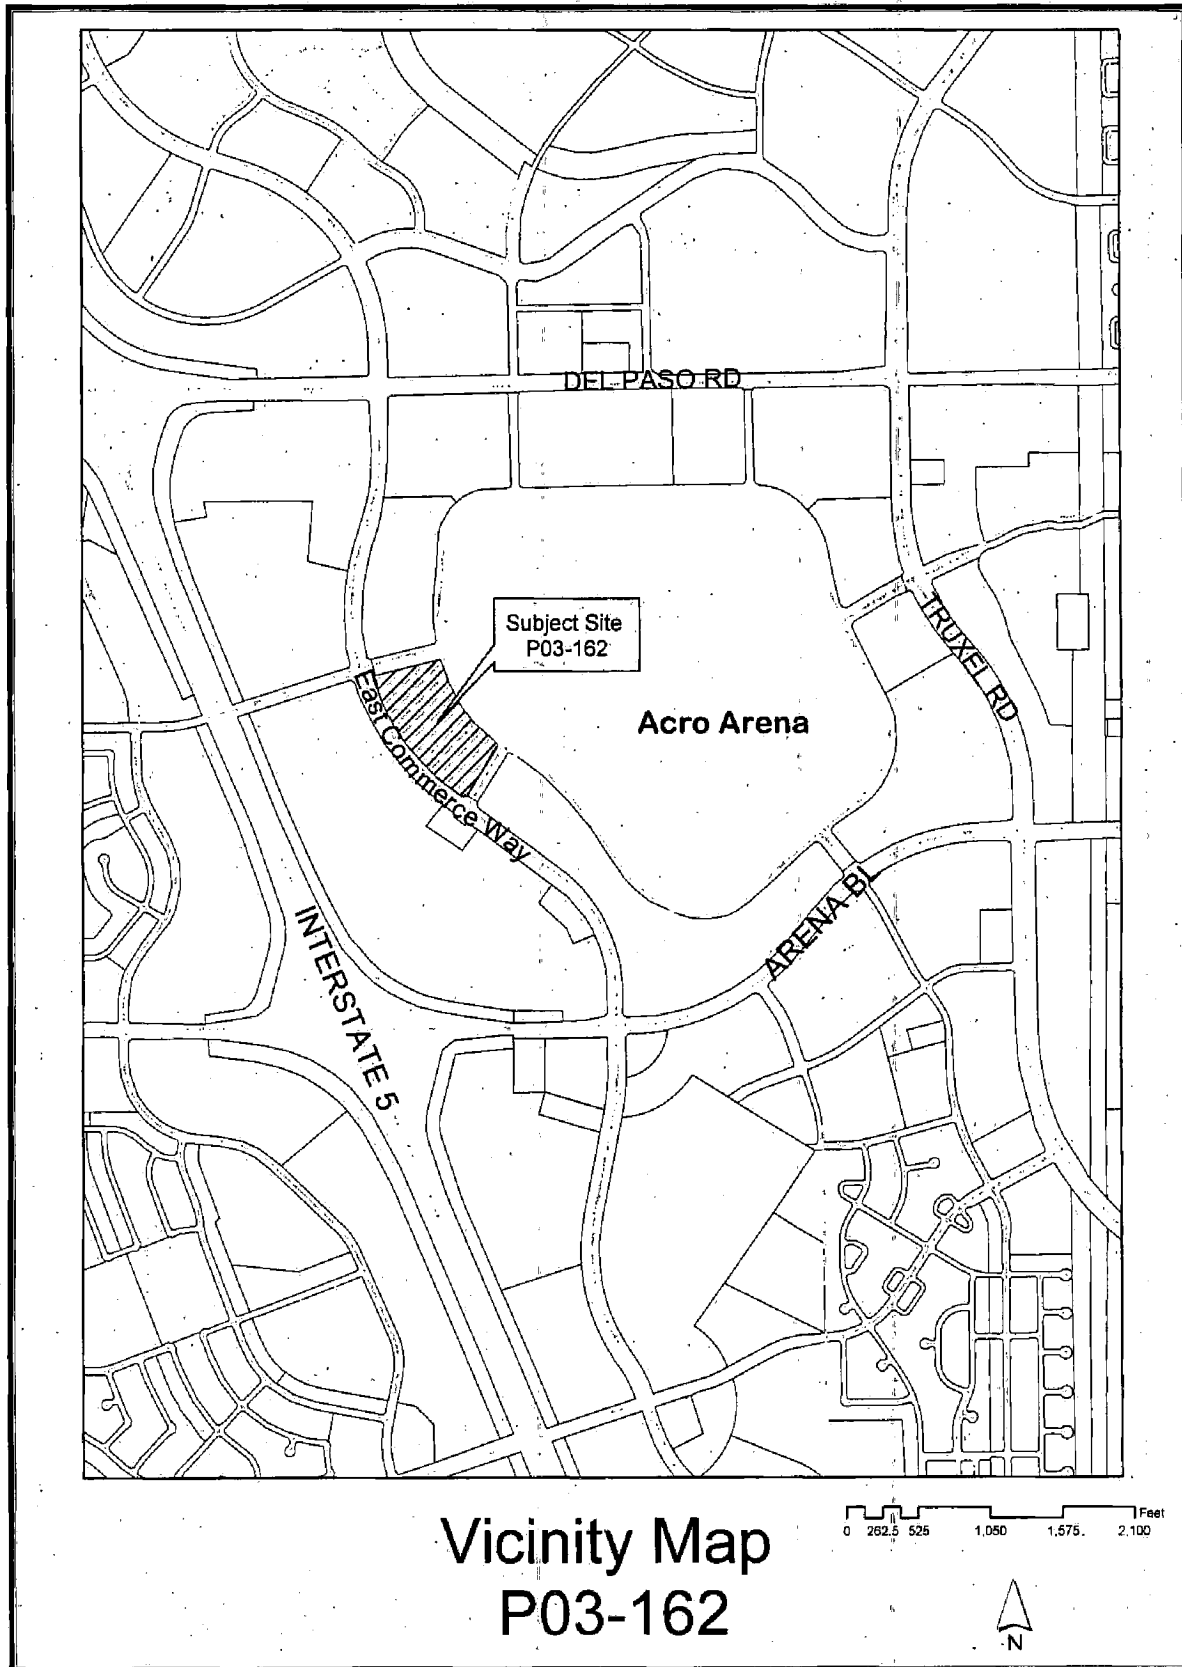 DEL PASO RD
Subject Site
P03-162
TRUXEL RD
East Commerce Way
Acro Arena
ARENA BL
INTERSTATE 5
Feet
0 262.5 525 1,050 1,575. 2,100
Vicinity Map
P03-162
N